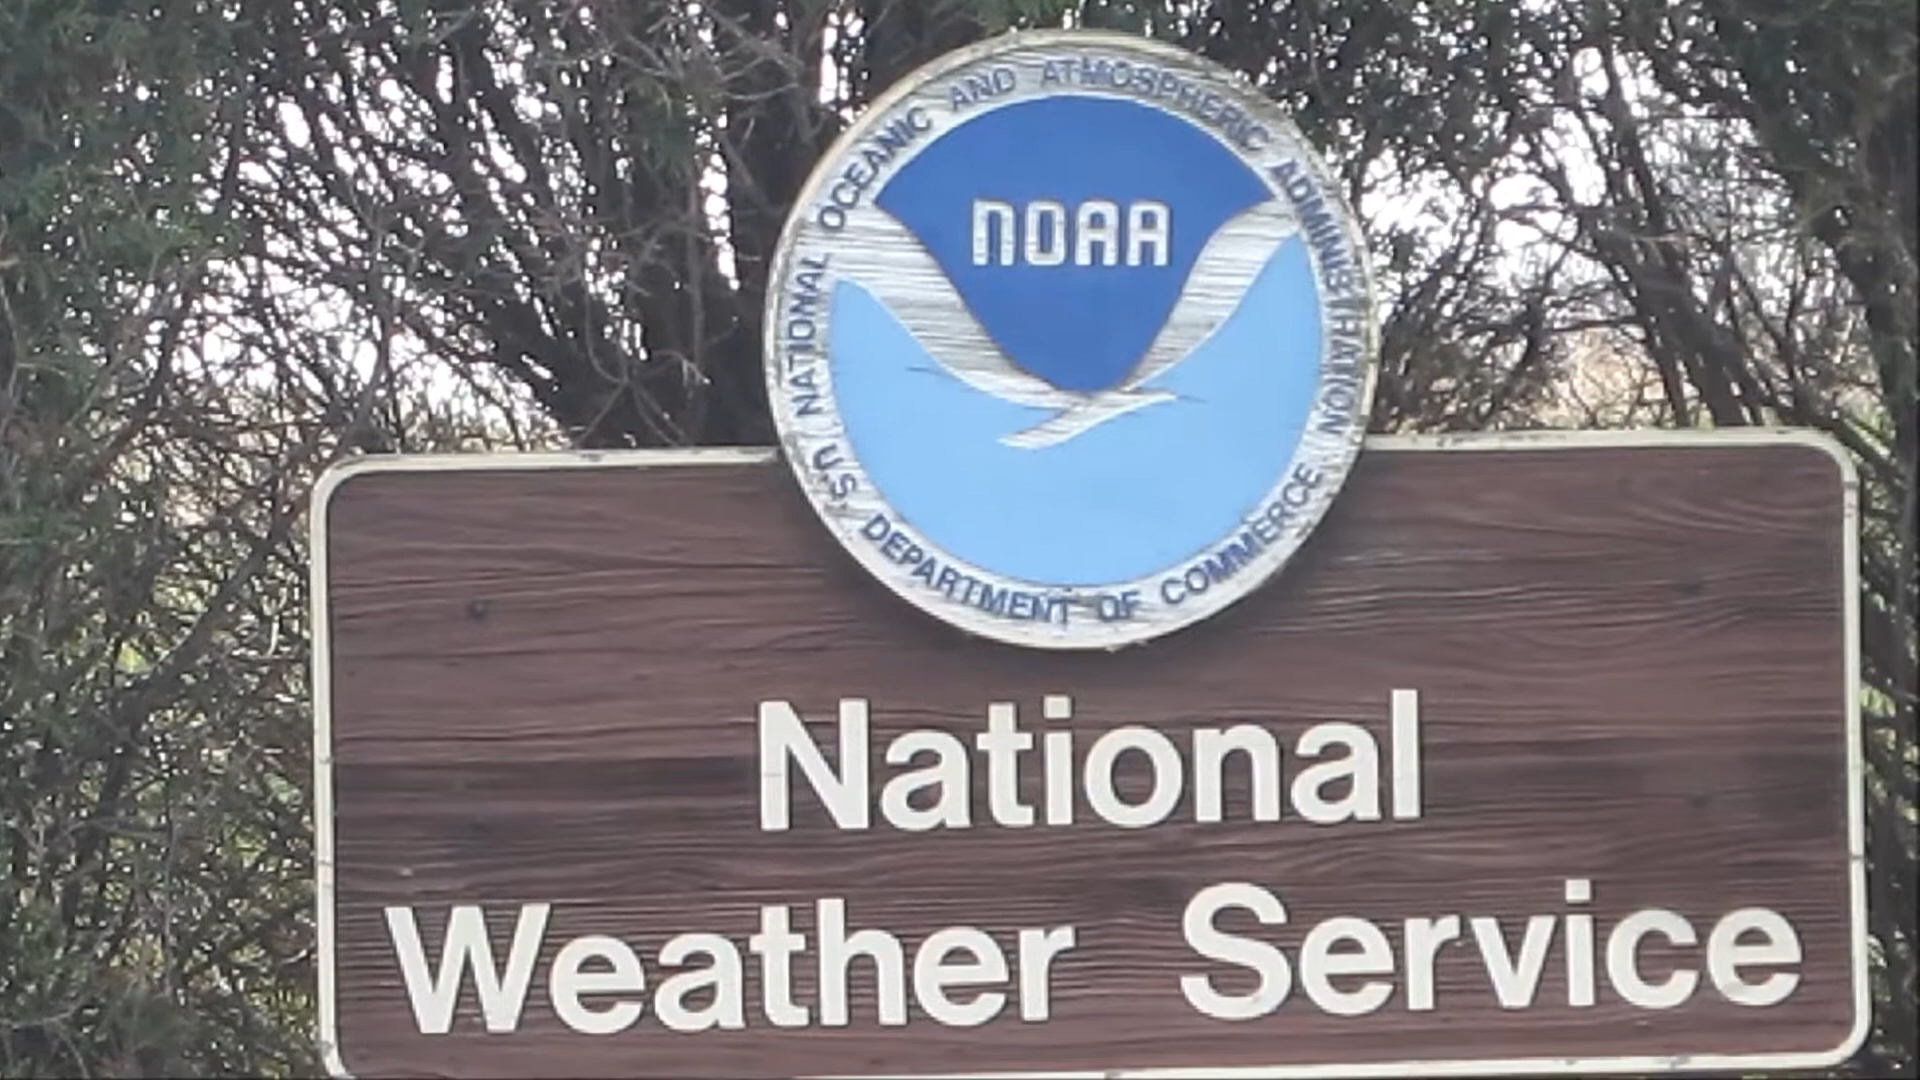 NATIONAL OCEANIC AND ATMOSPHERIC ADMINISTRATION
NOAA
U.S. DEPARTMENT OF COMMERCE
National
Weather Service